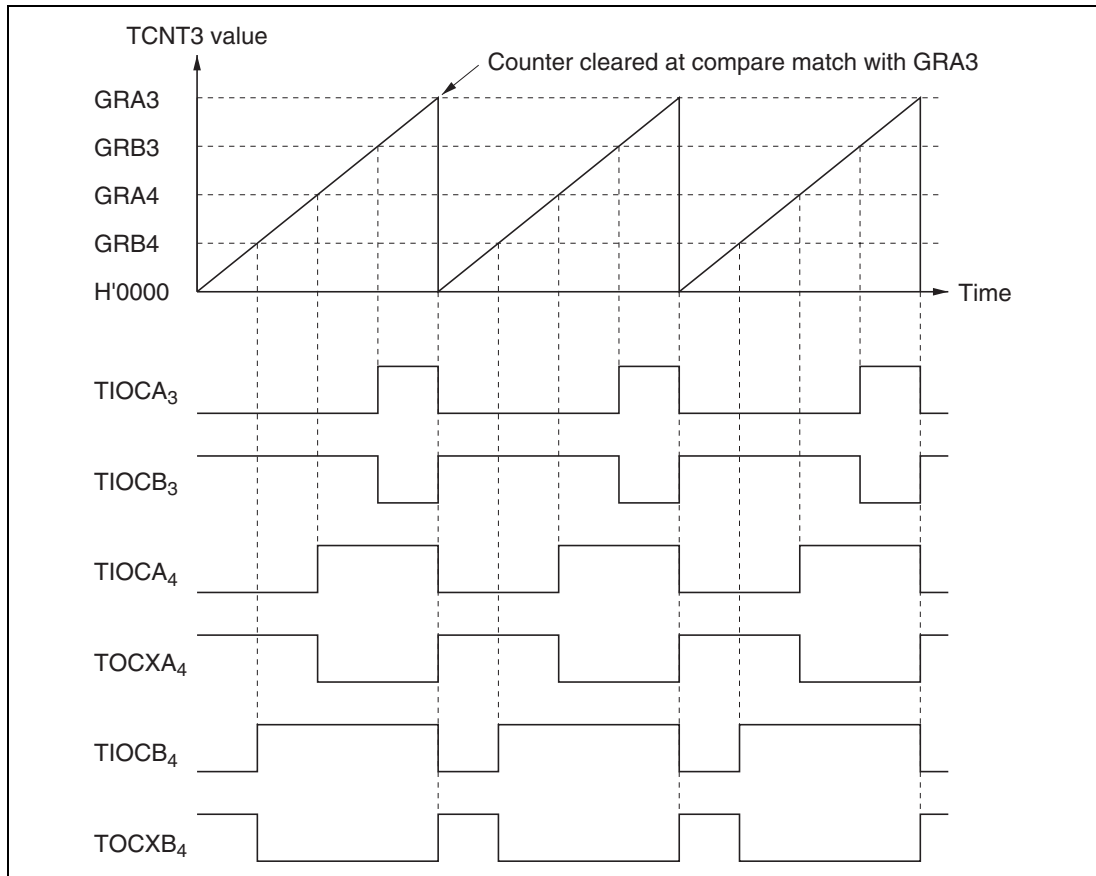 TCNT3 value
Counter cleared at compare match with GRA3
GRA3
GRB3
GRA4
GRB4
H'0000
Time
TIOCA₃
TIOCB₃
TIOCA₄
TOCXA₄
TIOCB₄
TOCXB₄